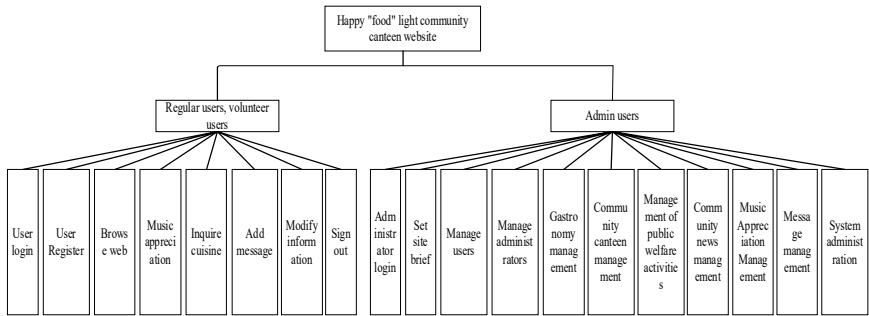 Happy "food" light community
canteen website
Regular users, volunteer
users
Admin users
User
login
User
Register
Brows
e web
Music
appreci
ation
Inquire
cuisine
Add
message
Modify
inform
ation
Sign
out
Adm
inistr
ator
login
Set
site
brief
Manage
users
Manage
administ
rators
Gastro
nomy
manag
ement
Commu
nity
canteen
manage
ment
Manage
ment of
public
welfare
activitie
s
Comm
unity
news
manag
ement
Music
Apprec
iation
Manag
ement
Messa
ge
manag
ement
System
administ
ration